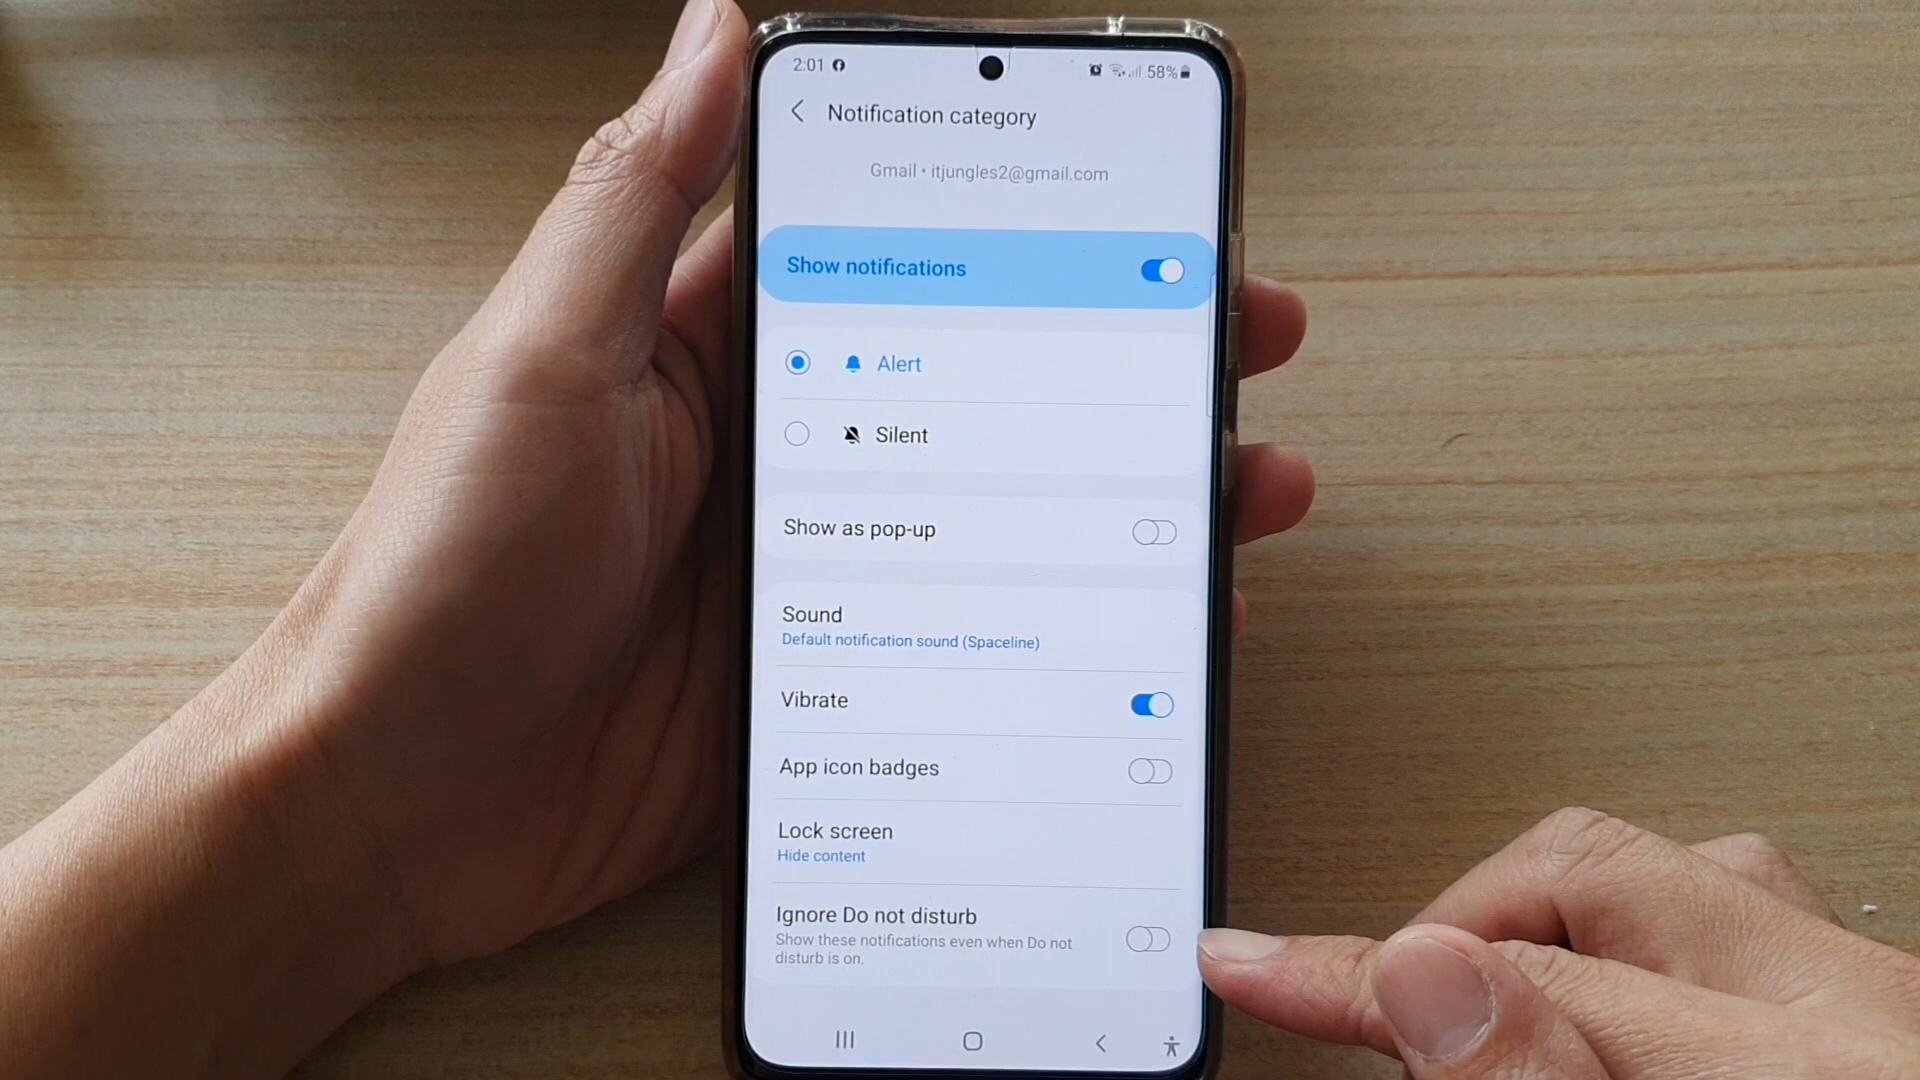 2:01 58%
Notification category
Gmail • itjungles2@gmail.com
Show notifications
Alert
Silent
Show as pop-up
Sound
Default notification sound (Spaceline)
Vibrate
App icon badges
Lock screen
Hide content
Ignore Do not disturb
Show these notifications even when Do not
disturb is on.